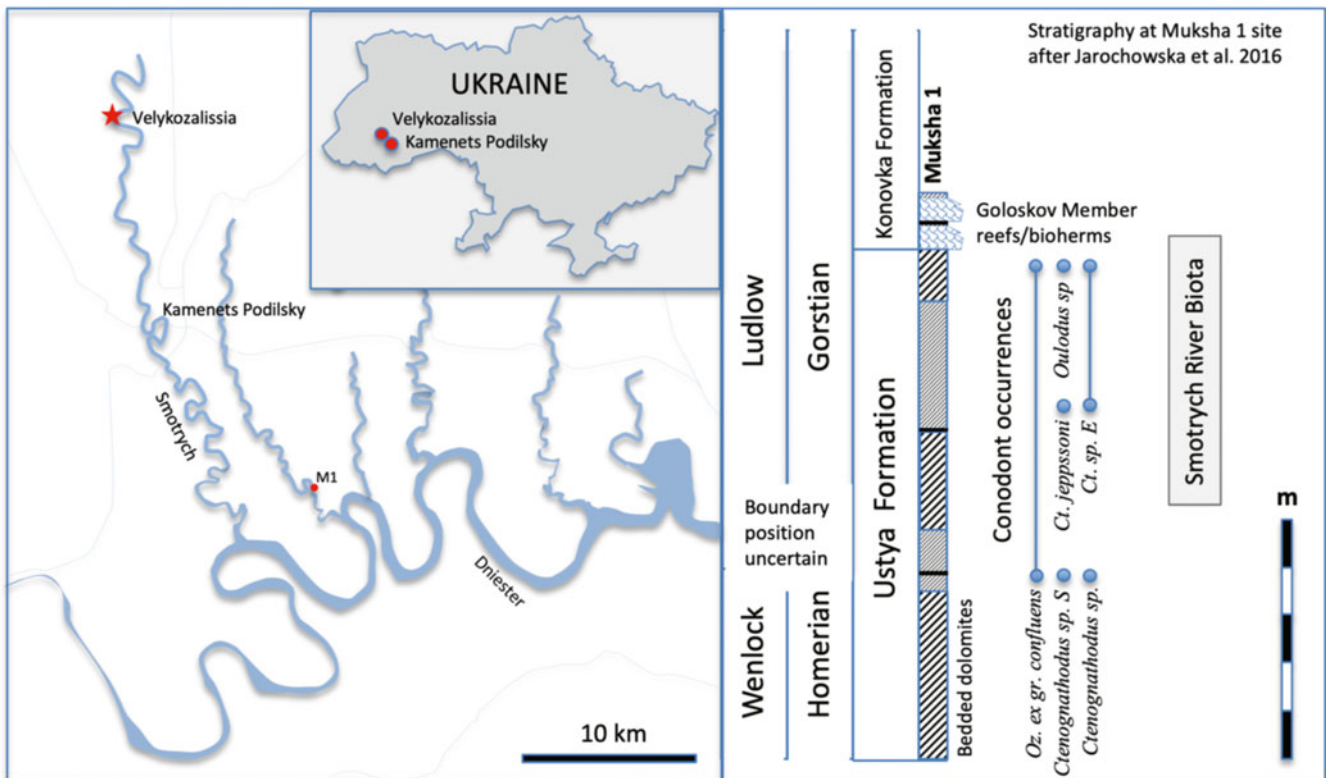 UKRAINE
Velykozalissia
Kamenets Podilsky
Velykozalissia
Kamenets Podilsky
Smotrych
M1
Dniester
10 km
Stratigraphy at Muksha 1 site
after Jarochowska et al. 2016
Konovka Formation
Muksha 1
Goloskov Member
reefs/bioherms
Ludlow
Gorstian
Ustya Formation
Conodont occurrences
Oulodus sp
Ct. jeppssoni
Ct. sp. E
Smotrych River Biota
m
Boundary
position
uncertain
Wenlock
Homerian
Bedded dolomites
Oz. ex gr. confluens
Ctenognathodus sp. S
Ctenognathodus sp.